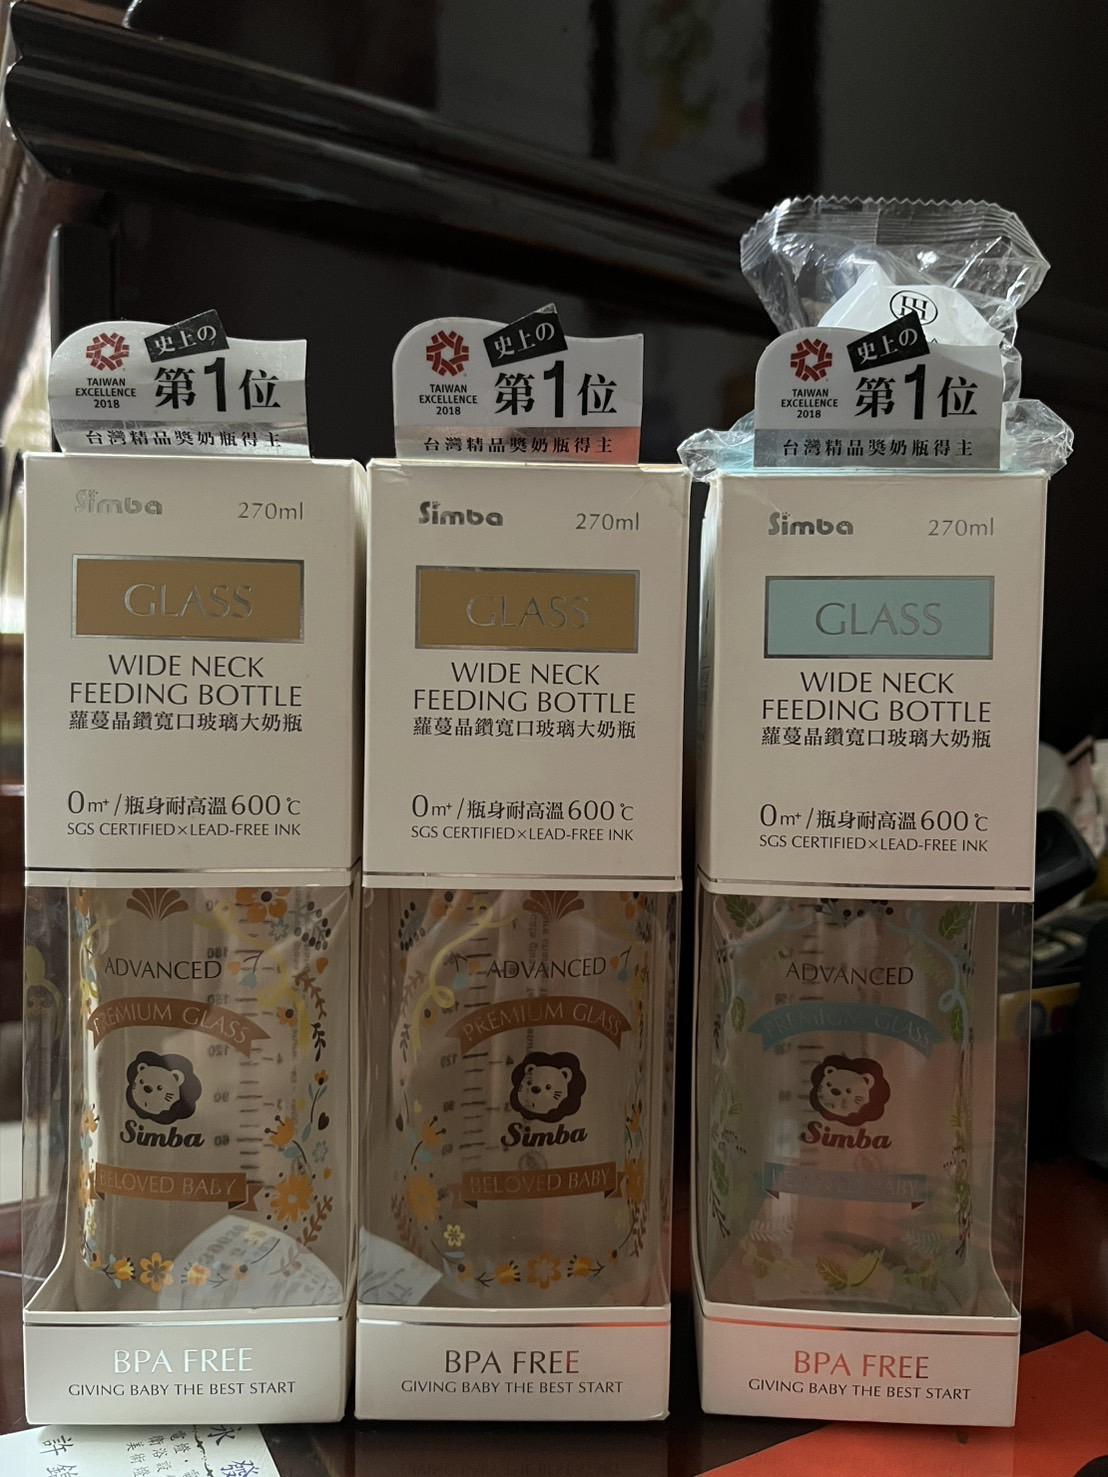 TAIWAN
EXCELLENCE
2018
史上の
第1位
台灣精品獎奶瓶得主
Simba
270ml
GLASS
WIDE NECK
FEEDING BOTTLE
蘿蔓晶鑽寬口玻璃大奶瓶
0m+/瓶身耐高溫600℃
SGS CERTIFIED×LEAD-FREE INK
ADVANCED
PREMIUM GLASS
Simba
BELOVED BABY
BPA FREE
GIVING BABY THE BEST START
TAIWAN
EXCELLENCE
2018
史上の
第1位
台灣精品獎奶瓶得主
Simba
270ml
GLASS
WIDE NECK
FEEDING BOTTLE
蘿蔓晶鑽寬口玻璃大奶瓶
0m+/瓶身耐高溫600℃
SGS CERTIFIED×LEAD-FREE INK
ADVANCED
PREMIUM GLASS
Simba
BELOVED BABY
BPA FREE
GIVING BABY THE BEST START
TAIWAN
EXCELLENCE
2018
史上の
第1位
台灣精品獎奶瓶得主
Simba
270ml
GLASS
WIDE NECK
FEEDING BOTTLE
蘿蔓晶鑽寬口玻璃大奶瓶
0m+/瓶身耐高溫600℃
SGS CERTIFIED×LEAD-FREE INK
ADVANCED
PREMIUM GLASS
Simba
BABY
BPA FREE
GIVING BABY THE BEST START
永發
許